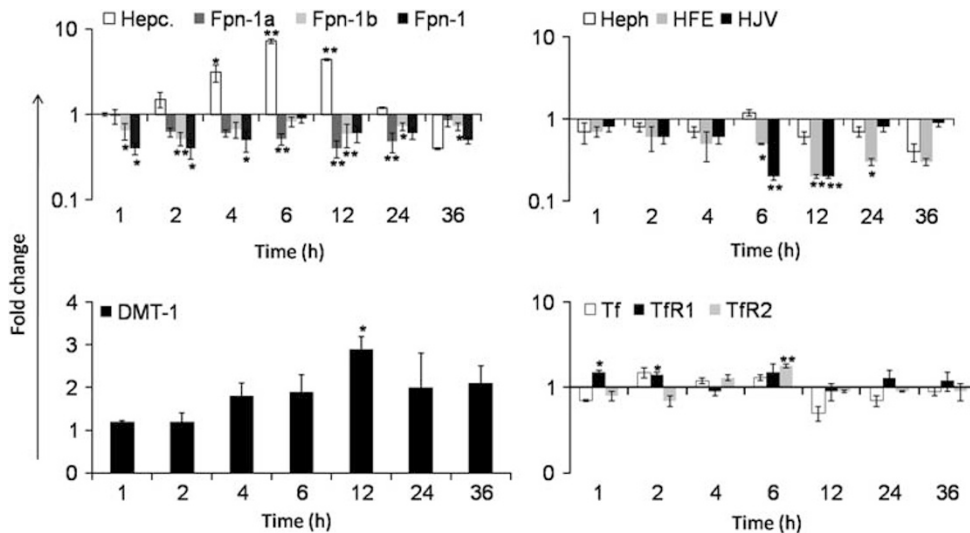 Fold change
Hepc. Fpn-1a Fpn-1b Fpn-1
10
1
0.1
* ** **
* * ** * * ** ** ** ** * *
1 2 4 6 12 24 36
Time (h)
Heph HFE HJV
10
1
0.1
* ** ** ** *
1 2 4 6 12 24 36
Time (h)
DMT-1
4
3
2
1
0
*
1 2 4 6 12 24 36
Time (h)
Tf TfR1 TfR2
10
1
0
* * **
1 2 4 6 12 24 36
Time (h)